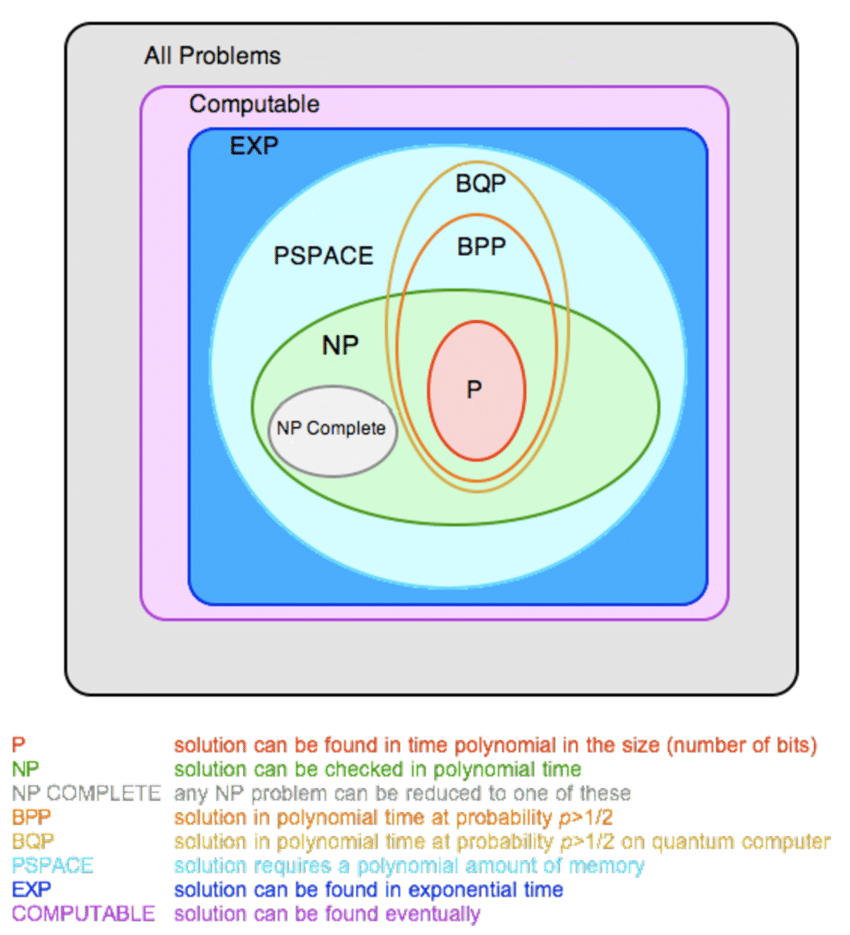 All Problems
Computable
EXP
BQP
BPP
PSPACE
NP
P
NP Complete
P solution can be found in time polynomial in the size (number of bits)
NP solution can be checked in polynomial time
NP COMPLETE any NP problem can be reduced to one of these
BPP solution in polynomial time at probability p>1/2
BQP solution in polynomial time at probability p>1/2 on quantum computer
PSPACE solution requires a polynomial amount of memory
EXP solution can be found in exponential time
COMPUTABLE solution can be found eventually